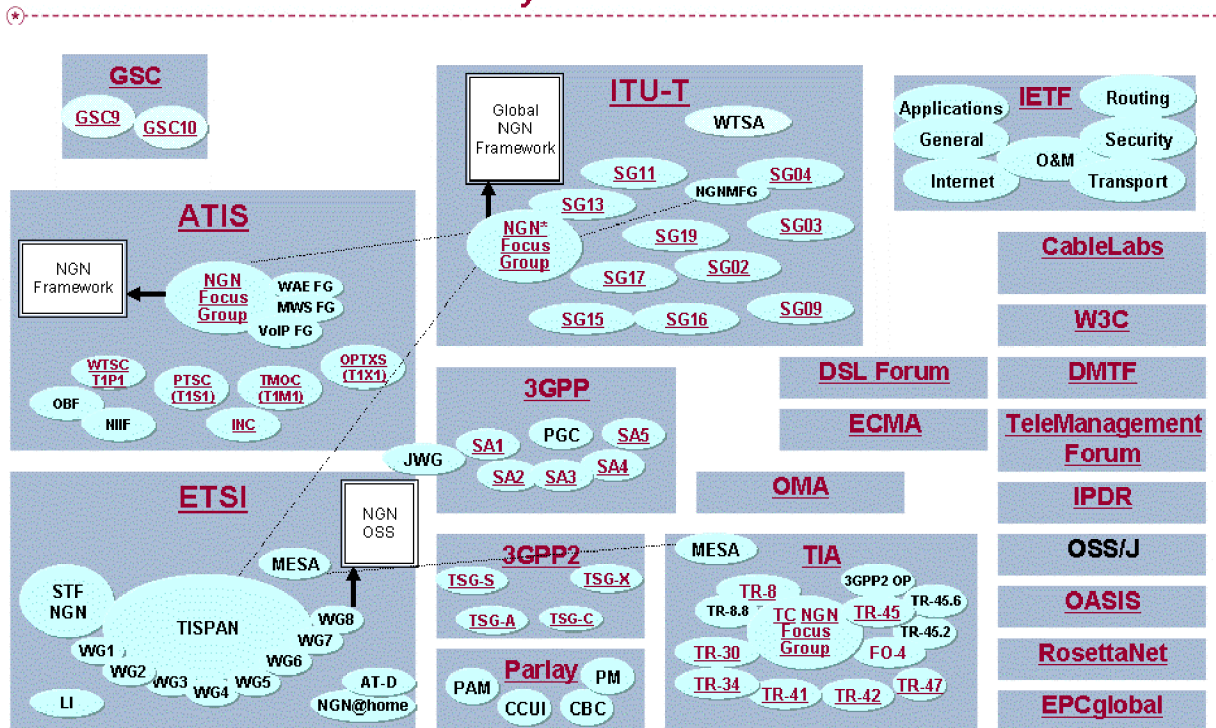 GSC
GSC9
GSC10
ITU-T
Global
NGN
Framework
WTSA
SG11
SG04
NGNMFG
SG13
NGN*
Focus
Group
SG03
SG19
SG02
SG17
SG15
SG16
SG09
IETF
Applications
Routing
General
Security
O&M
Internet
Transport
ATIS
NGN
Framework
NGN
Focus
Group
WAE FG
MWS FG
VoIP FG
WTSC
T1P1
PTSC
(T1S1)
TMOC
(T1M1)
OPTXS
(T1X1)
OBF
NIIF
INC
3GPP
JWG
SA1
PGC
SA5
SA2
SA3
SA4
CableLabs
W3C
DSL Forum
DMTF
ECMA
TeleManagement
Forum
OMA
IPDR
OSS/J
OASIS
RosettaNet
EPCglobal
ETSI
NGN
OSS
MESA
STF
NGN
TISPAN
WG8
WG7
WG6
WG5
WG4
WG3
WG2
WG1
LI
AT-D
NGN@home
3GPP2
TSG-S
TSG-X
TSG-A
TSG-C
Parlay
PAM
PM
CCUI
CBC
MESA
TIA
TR-8
3GPP2 OP
TR-8.8
TC NGN
Focus
Group
TR-45
TR-45.6
TR-45.2
TR-30
FO-4
TR-34
TR-41
TR-42
TR-47